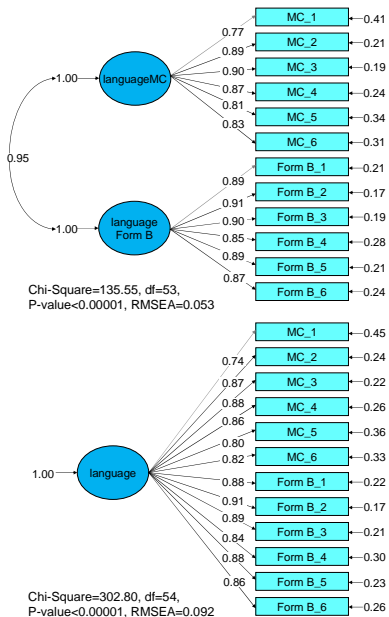 MC_1
0.41
0.77
MC_2
0.21
0.89
MC_3
0.19
0.90
1.00
languageMC
MC_4
0.24
0.87
MC_5
0.34
0.81
MC_6
0.31
0.83
0.95
Form B_1
0.21
0.89
Form B_2
0.17
0.91
Form B_3
0.19
0.90
1.00
language
Form B
Form B_4
0.28
0.85
Form B_5
0.21
0.89
Form B_6
0.24
0.87
Chi-Square=135.55, df=53,
P-value<0.00001, RMSEA=0.053
MC_1
0.45
0.74
MC_2
0.24
0.87
MC_3
0.22
0.88
MC_4
0.26
0.86
MC_5
0.36
0.80
MC_6
0.33
0.82
1.00
language
Form B_1
0.22
0.88
Form B_2
0.17
0.91
Form B_3
0.21
0.89
Form B_4
0.30
0.84
Form B_5
0.23
0.88
Form B_6
0.26
0.86
Chi-Square=302.80, df=54,
P-value<0.00001, RMSEA=0.092